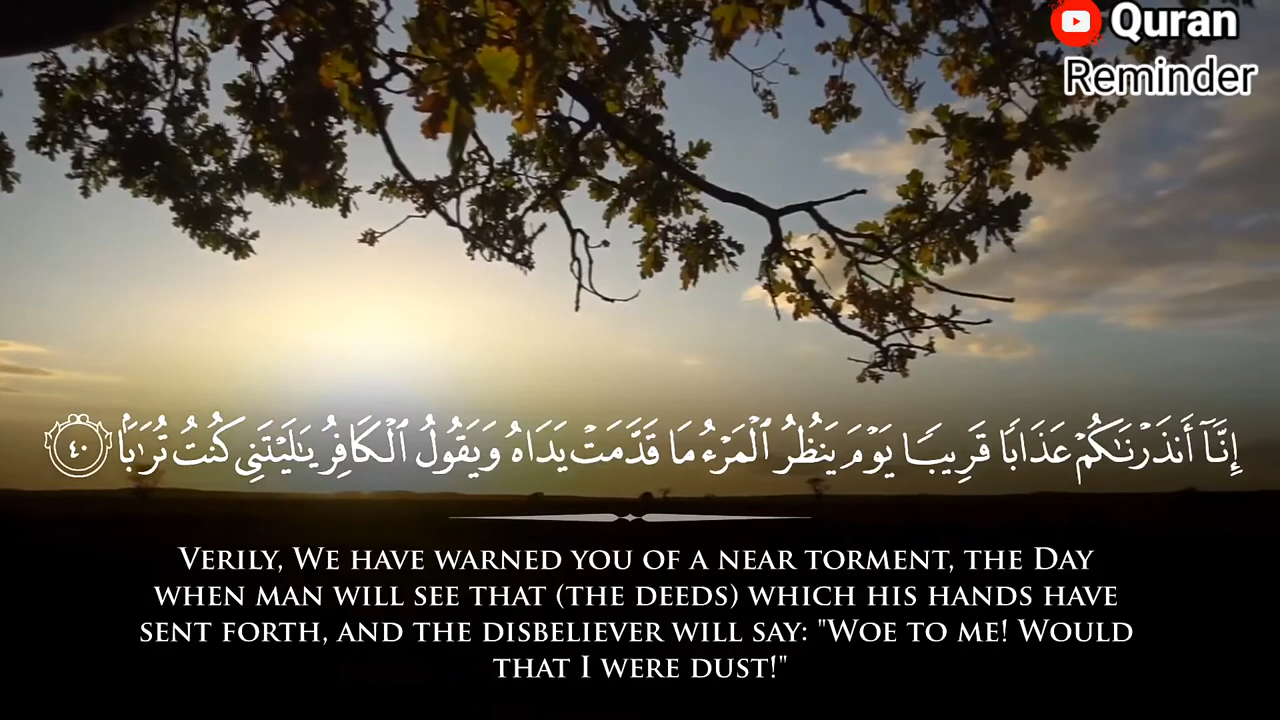 Quran
Reminder
إِنَّآ أَنذَرْنَٰكُمْ عَذَابًا قَرِيبًا يَوْمَ يَنظُرُ ٱلْمَرْءُ مَا قَدَّمَتْ يَدَاهُ وَيَقُولُ ٱلْكَافِرُ يَٰلَيْتَنِى كُنتُ تُرَٰبًۢا ٤٠
Verily, We have warned you of a near torment, the Day
when man will see that (the deeds) which his hands have
sent forth, and the disbeliever will say: "Woe to me! Would
that I were dust!"